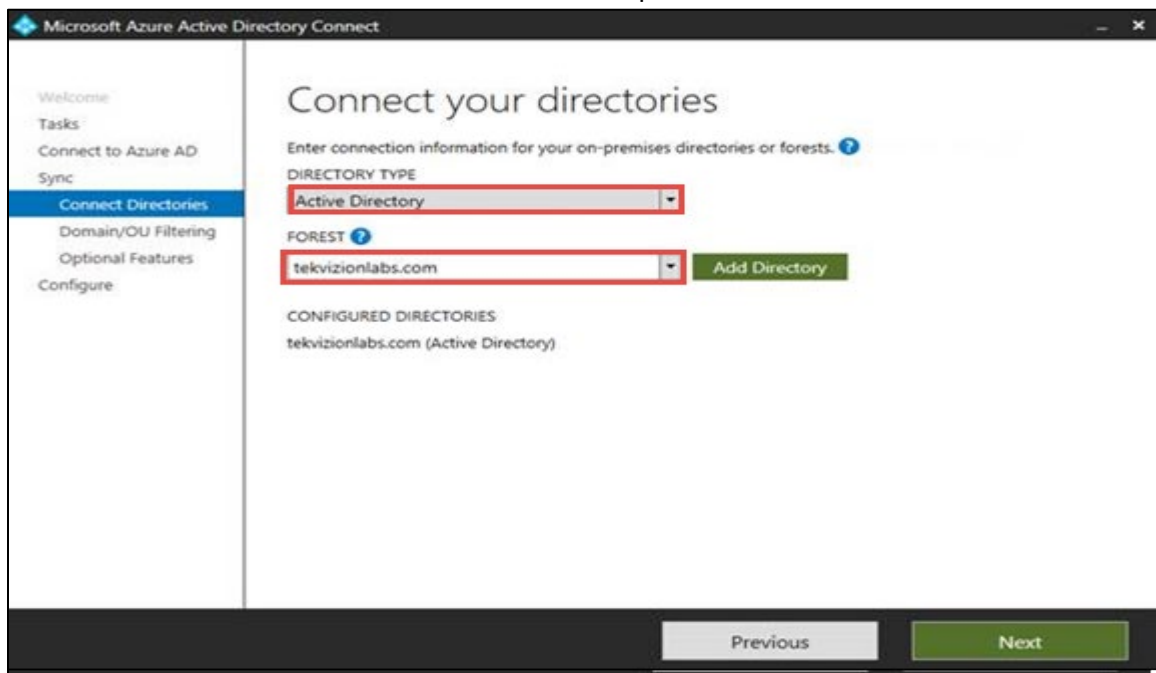 Microsoft Azure Active Directory Connect
Welcome
Tasks
Connect to Azure AD
Sync
Connect Directories
Domain/OU Filtering
Optional Features
Configure
Connect your directories
Enter connection information for your on-premises directories or forests. ?
DIRECTORY TYPE
Active Directory
FOREST ?
tekvizionlabs.com
Add Directory
CONFIGURED DIRECTORIES
tekvizionlabs.com (Active Directory)
Previous
Next